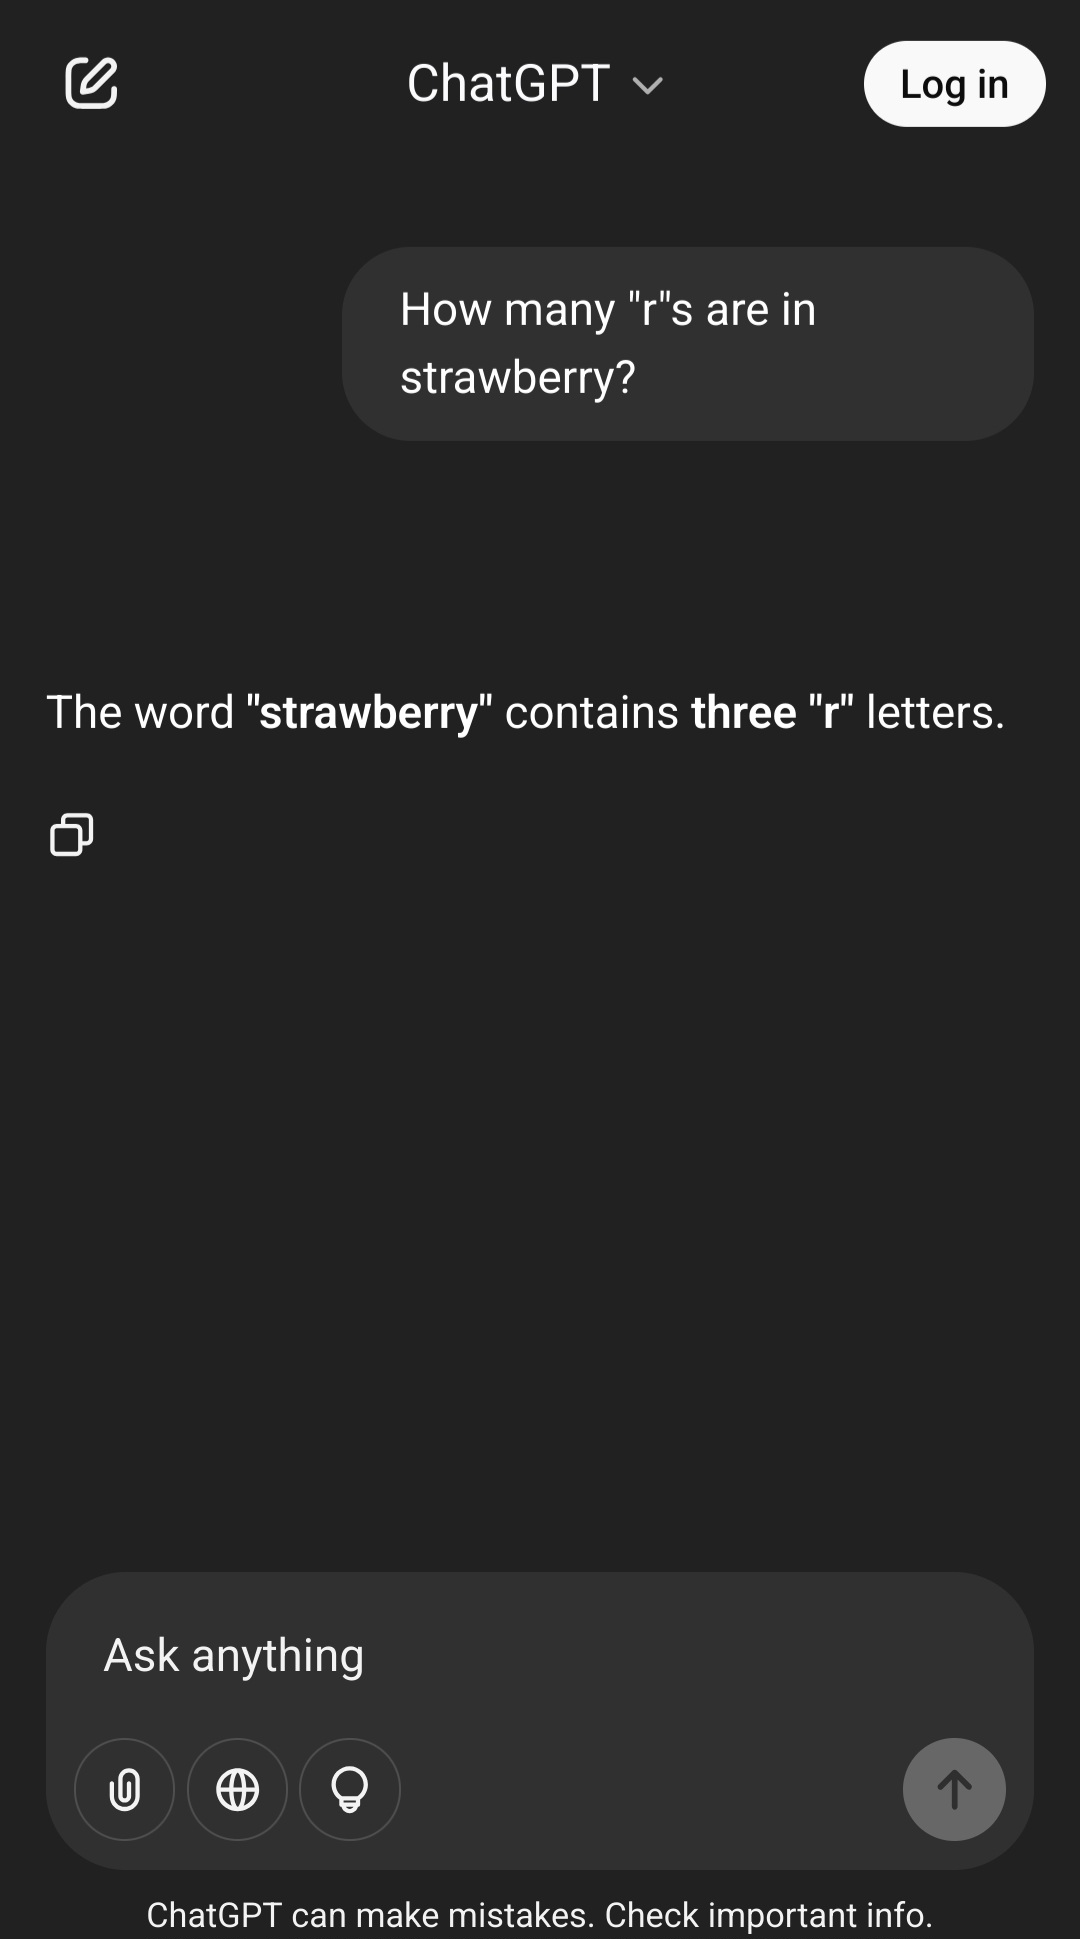 ChatGPT
Log in
How many "r"s are in
strawberry?
The word "strawberry" contains three "r" letters.
Ask anything
ChatGPT can make mistakes. Check important info.